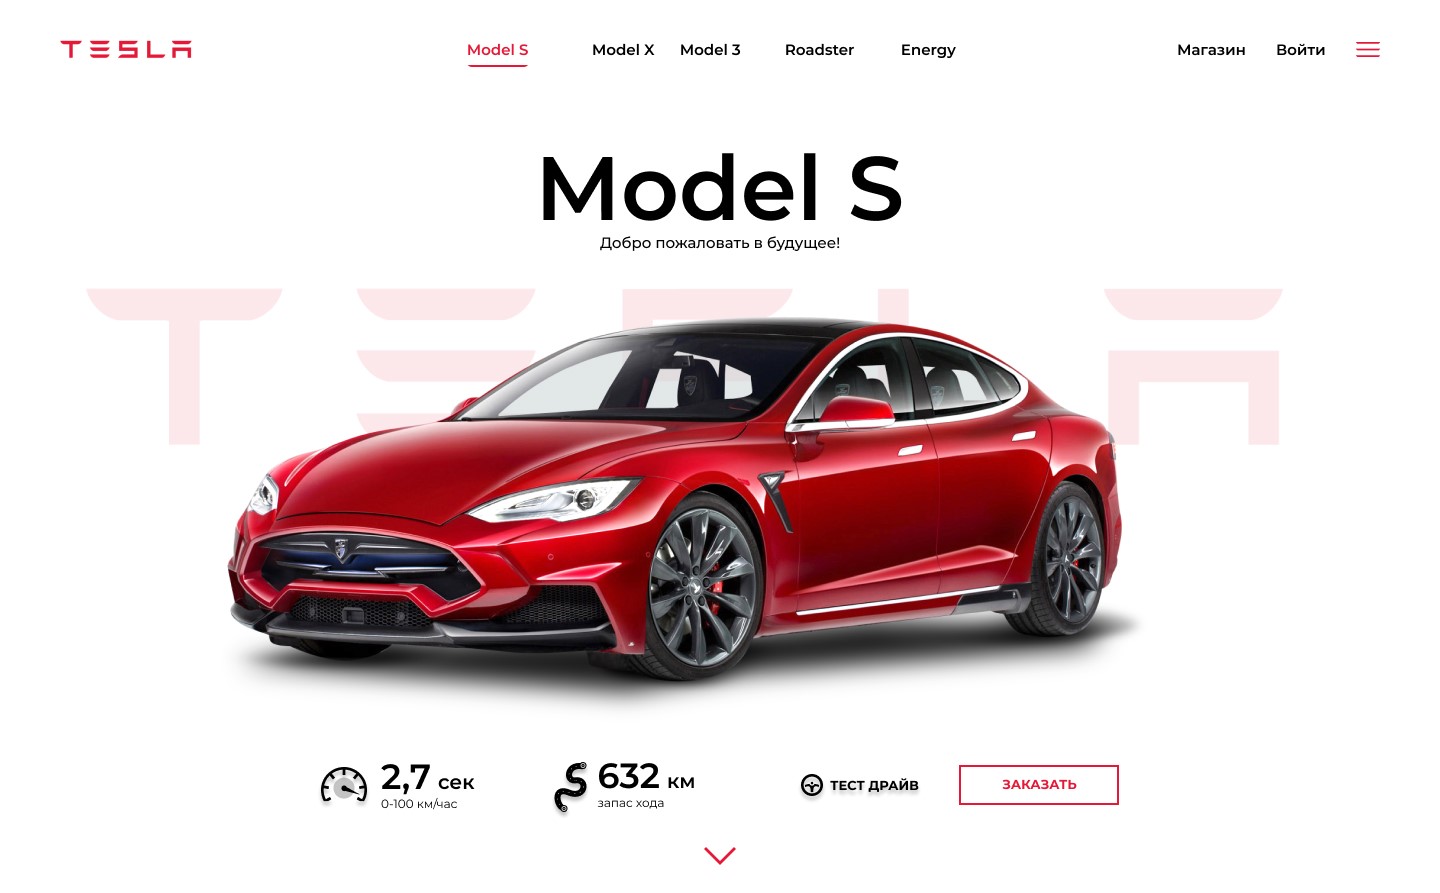 TESLA
Model S
Model X
Model 3
Roadster
Energy
Магазин
Войти
Model S
Добро пожаловать в будущее!
TESLA
2,7 сек
0-100 км/час
632 км
запас хода
ТЕСТ ДРАЙВ
ЗАКАЗАТЬ